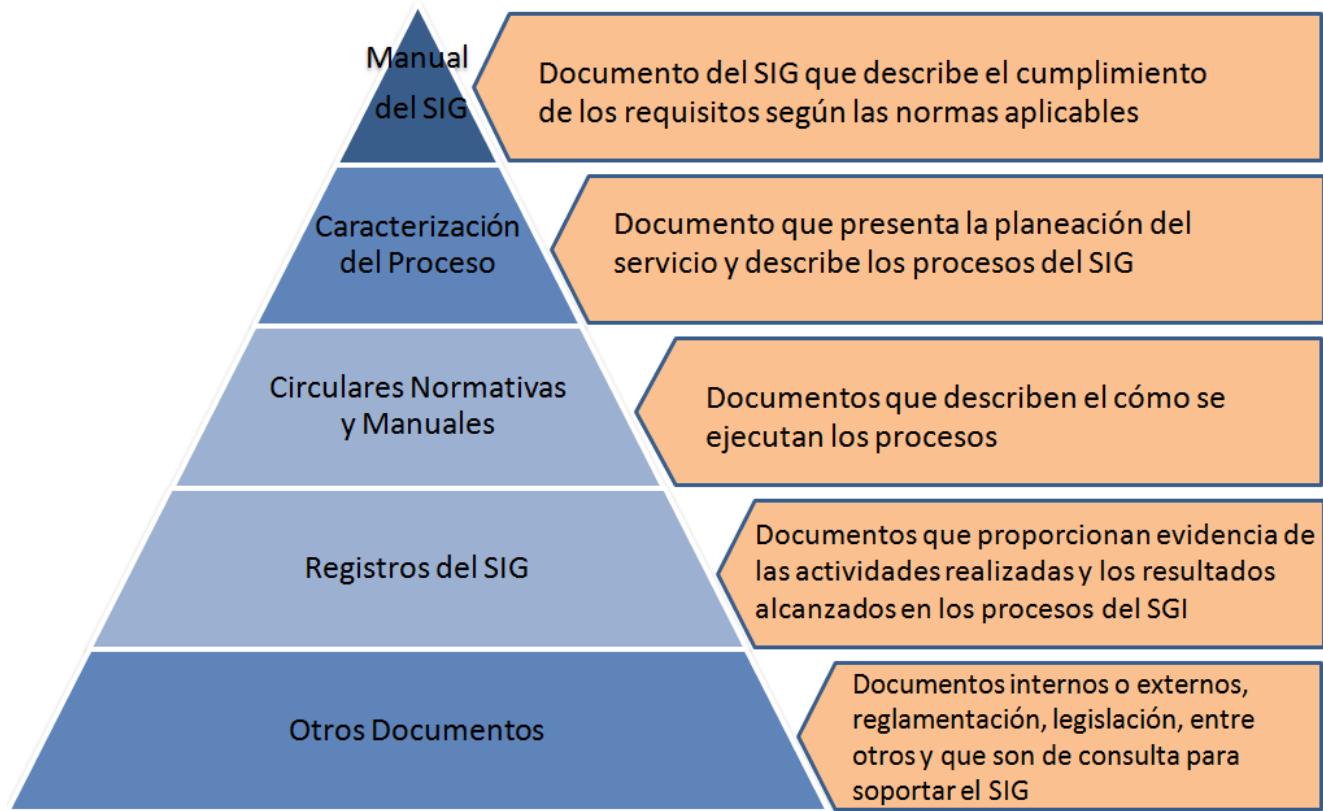 Manual
del SIG
Documento del SIG que describe el cumplimiento
de los requisitos según las normas aplicables
Caracterización
del Proceso
Documento que presenta la planeación del
servicio y describe los procesos del SIG
Circulares Normativas
y Manuales
Documentos que describen el cómo se
ejecutan los procesos
Registros del SIG
Documentos que proporcionan evidencia de
las actividades realizadas y los resultados
alcanzados en los procesos del SGI
Otros Documentos
Documentos internos o externos,
reglamentación, legislación, entre
otros y que son de consulta para
soportar el SIG